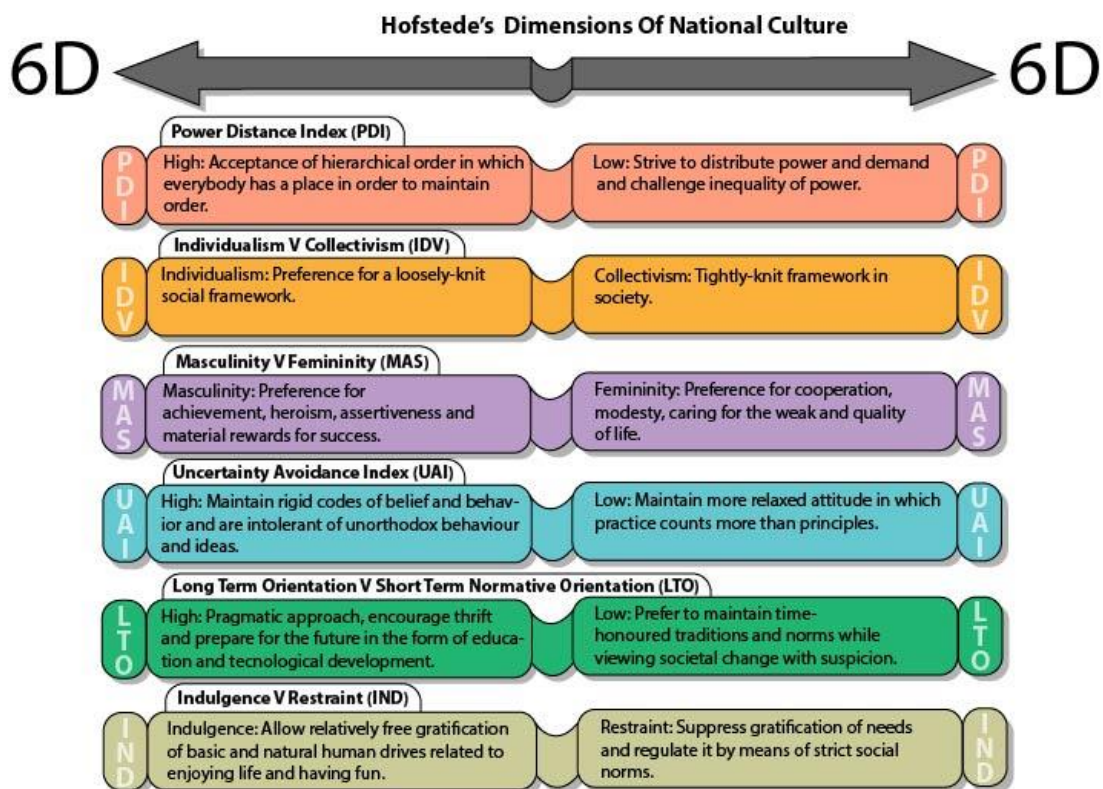 Hofstede's Dimensions Of National Culture
6D
6D
Power Distance Index (PDI)
PDI
High: Acceptance of hierarchical order in which
everybody has a place in order to maintain
order.
Low: Strive to distribute power and demand
and challenge inequality of power.
PDI
Individualism V Collectivism (IDV)
IDV
Individualism: Preference for a loosely-knit
social framework.
Collectivism: Tightly-knit framework in
society.
IDV
Masculinity V Femininity (MAS)
MAS
Masculinity: Preference for
achievement, heroism, assertiveness and
material rewards for success.
Femininity: Preference for cooperation,
modesty, caring for the weak and quality
of life.
MAS
Uncertainty Avoidance Index (UAI)
UAI
High: Maintain rigid codes of belief and behav-
ior and are intolerant of unorthodox behaviour
and ideas.
Low: Maintain more relaxed attitude in which
practice counts more than principles.
UAI
Long Term Orientation V Short Term Normative Orientation (LTO)
LTO
High: Pragmatic approach, encourage thrift
and prepare for the future in the form of educa-
tion and tecnological development.
Low: Prefer to maintain time-
honoured traditions and norms while
viewing societal change with suspicion.
LTO
Indulgence V Restraint (IND)
IND
Indulgence: Allow relatively free gratification
of basic and natural human drives related to
enjoying life and having fun.
Restraint: Suppress gratification of needs
and regulate it by means of strict social
norms.
IND